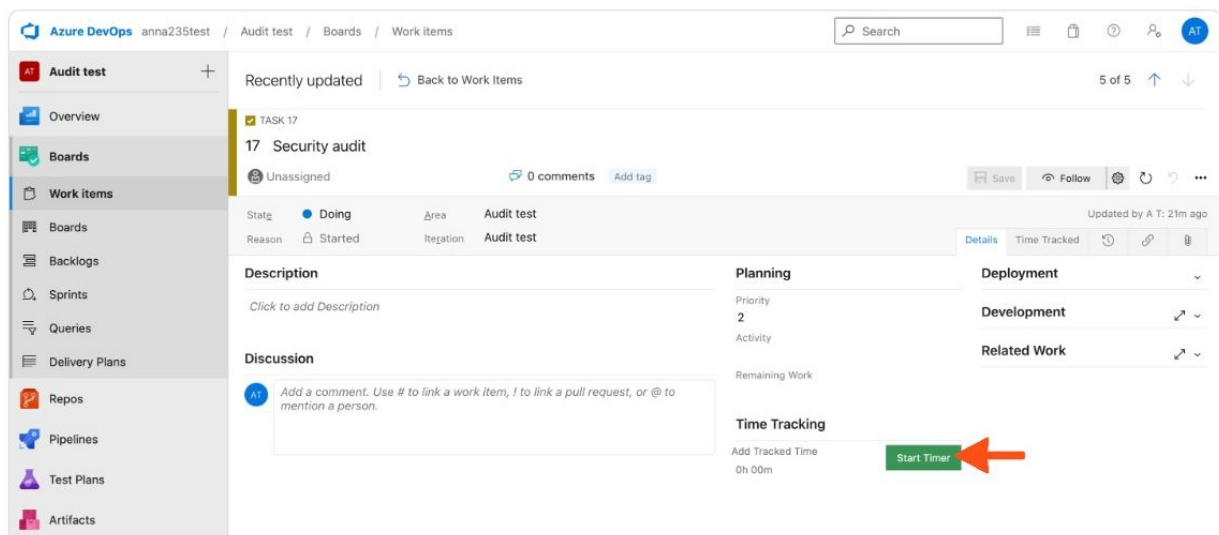 Azure DevOps anna235test / Audit test / Boards / Work items
Search
AT
AT Audit test
Overview
Boards
Work items
Boards
Backlogs
Sprints
Queries
Delivery Plans
Repos
Pipelines
Test Plans
Artifacts
Recently updated
Back to Work Items
5 of 5
TASK 17
17 Security audit
Unassigned
0 comments
Add tag
Save
Follow
State Doing
Area Audit test
Updated by A T: 21m ago
Reason Started
Iteration Audit test
Details
Time Tracked
Description
Click to add Description
Discussion
AT
Add a comment. Use # to link a work item, ! to link a pull request, or @ to
mention a person.
Planning
Priority
2
Activity
Remaining Work
Time Tracking
Add Tracked Time
0h 00m
Start Timer
Deployment
Development
Related Work